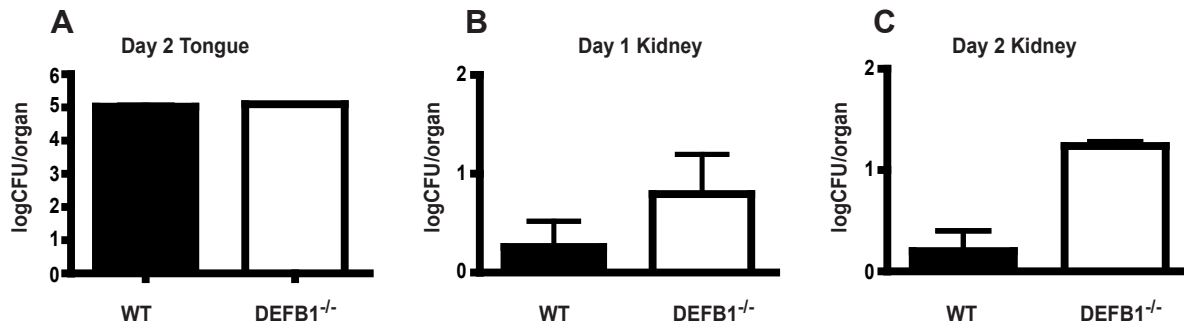 A
Day 2 Tongue
logCFU/organ
6
5
4
3
2
1
0
WT
DEFB1-/-
B
Day 1 Kidney
logCFU/organ
2
1
0
WT
DEFB1-/-
C
Day 2 Kidney
logCFU/organ
2
1
0
WT
DEFB1-/-